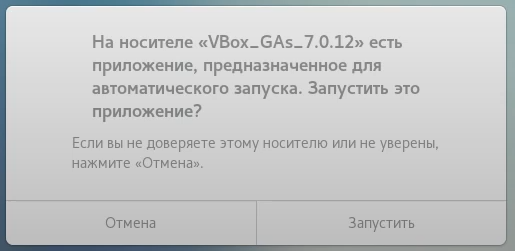 На носителе «VBox_GAs_7.0.12» есть
приложение, предназначенное для
автоматического запуска. Запустить это
приложение?
Если вы не доверяете этому носителю или не уверены,
нажмите «Отмена».
Отмена
Запустить